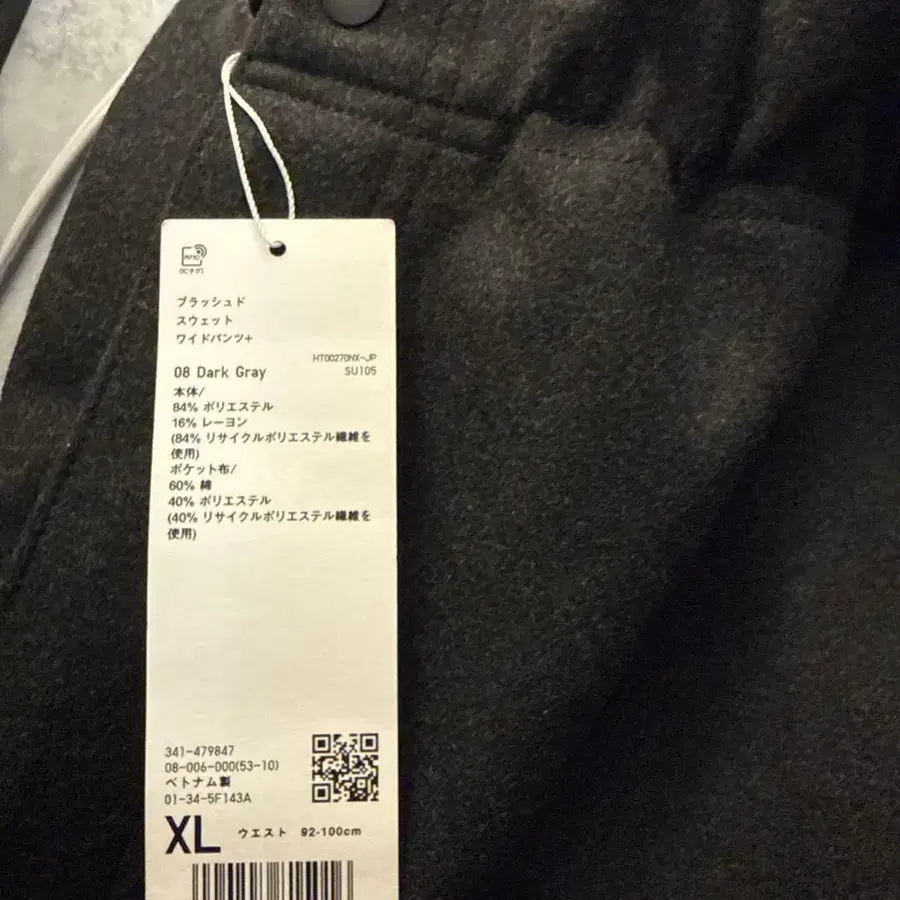 RFID
(ICタグ)
ブラッシュド
スウェット
ワイドパンツ+
HT00270NX-JP
08 Dark Gray
SU105
本体/
84% ポリエステル
16% レーヨン
(84% リサイクルポリエステル繊維を
使用)
ポケット布/
60% 綿
40% ポリエステル
(40% リサイクルポリエステル繊維を
使用)
341-479847
08-006-000(53-10)
ベトナム製
01-34-5F143A
XL ウエスト 92-100cm